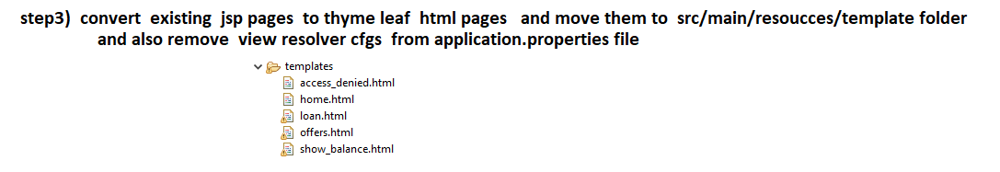 step3) convert existing jsp pages to thyme leaf html pages and move them to src/main/resoucces/template folder
and also remove view resolver cfgs from application.properties file
templates
access_denied.html
home.html
loan.html
offers.html
show_balance.html